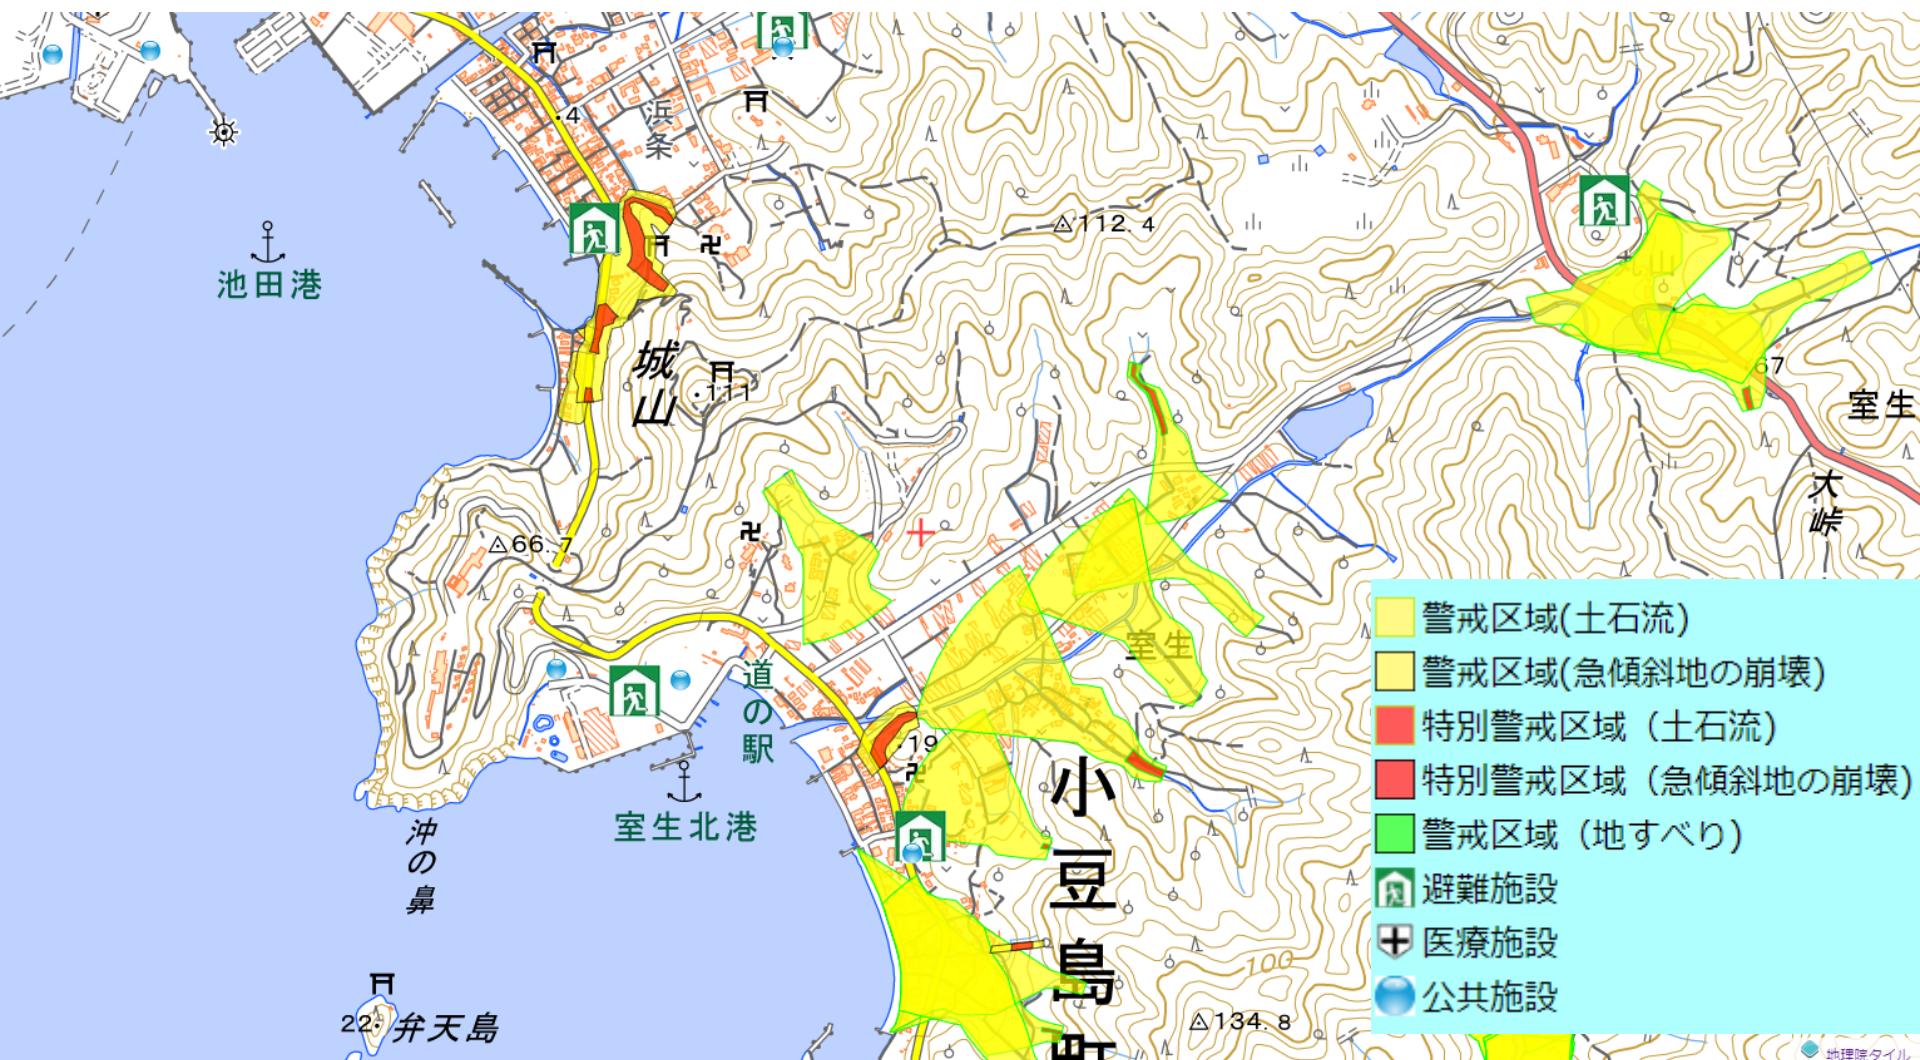 浜条
4
112.4
池田港
丸山
67
室生
大峠
城山
111
66.7
道の駅
室生
19
室生北港
沖の鼻
小豆島町
22
弁天島
100
134.8
警戒区域(土石流)
警戒区域(急傾斜地の崩壊)
特別警戒区域（土石流)
特別警戒区域（急傾斜地の崩壊)
警戒区域（地すべり)
避難施設
医療施設
公共施設
地理院タイル